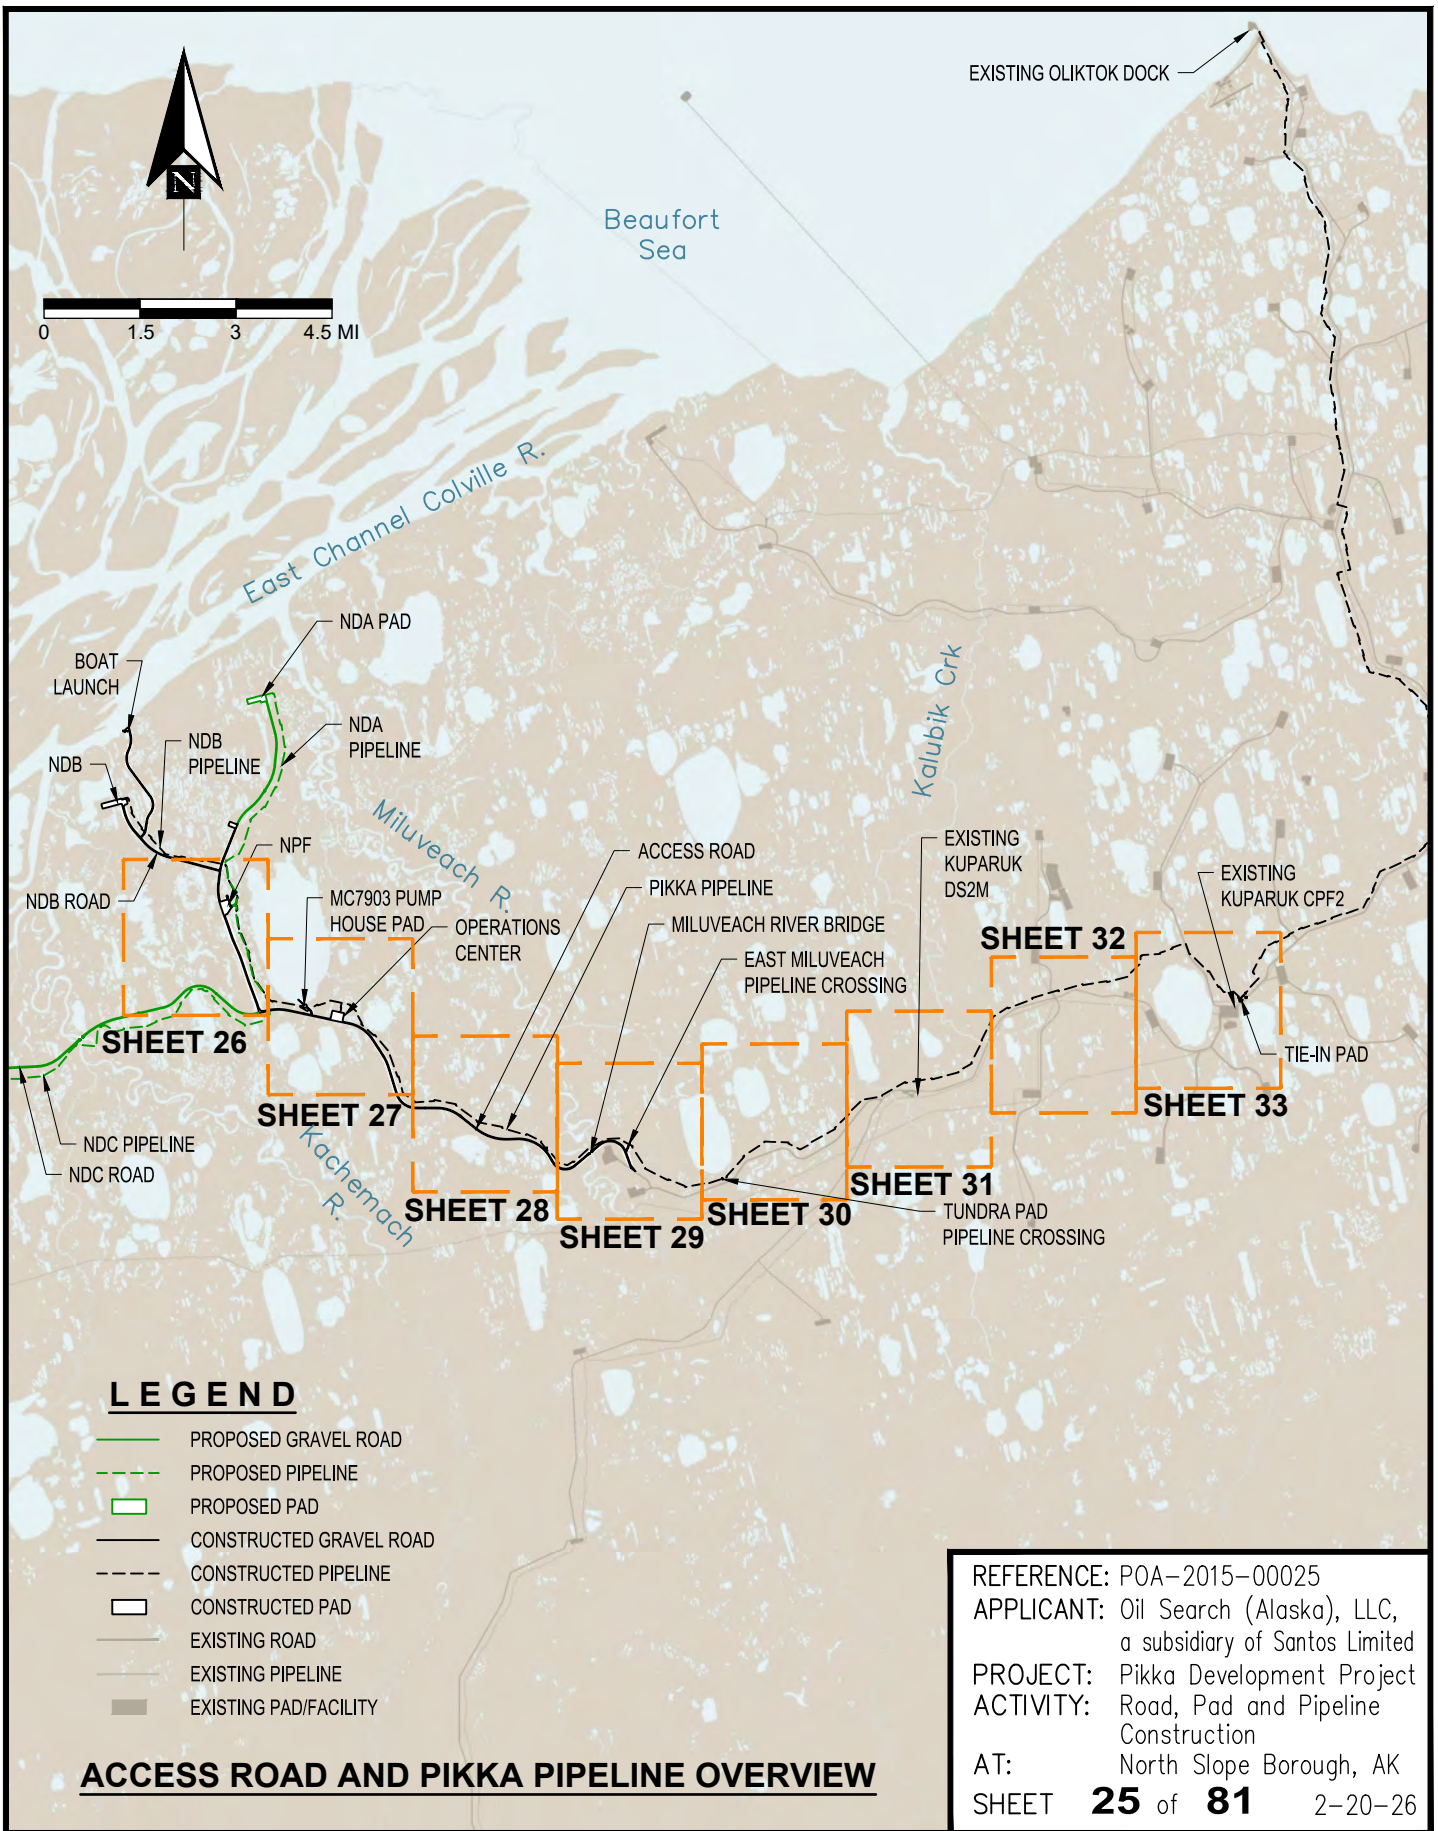 EXISTING OLIKTOK DOCK
N
Beaufort
Sea
0 1.5 3 4.5 MI
East Channel Colville R.
NDA PAD
BOAT
LAUNCH
NDA
PIPELINE
NDB
PIPELINE
NDB
Kalubik Crk
Miluveach R.
NPF
ACCESS ROAD
EXISTING
KUPARUK
DS2M
EXISTING
KUPARUK CPF2
PIKKA PIPELINE
NDB ROAD
MC7903 PUMP
HOUSE PAD
OPERATIONS
CENTER
MILUVEACH RIVER BRIDGE
SHEET 32
EAST MILUVEACH
PIPELINE CROSSING
SHEET 26
TIE-IN PAD
SHEET 27
SHEET 33
NDC PIPELINE
NDC ROAD
Kachemach
R.
SHEET 28
SHEET 29
SHEET 30
SHEET 31
TUNDRA PAD
PIPELINE CROSSING
LEGEND
PROPOSED GRAVEL ROAD
PROPOSED PIPELINE
PROPOSED PAD
CONSTRUCTED GRAVEL ROAD
CONSTRUCTED PIPELINE
CONSTRUCTED PAD
EXISTING ROAD
EXISTING PIPELINE
EXISTING PAD/FACILITY
ACCESS ROAD AND PIKKA PIPELINE OVERVIEW
REFERENCE: POA-2015-00025
APPLICANT: Oil Search (Alaska), LLC,
a subsidiary of Santos Limited
PROJECT: Pikka Development Project
ACTIVITY: Road, Pad and Pipeline
Construction
AT: North Slope Borough, AK
SHEET 25 of 81 2-20-26